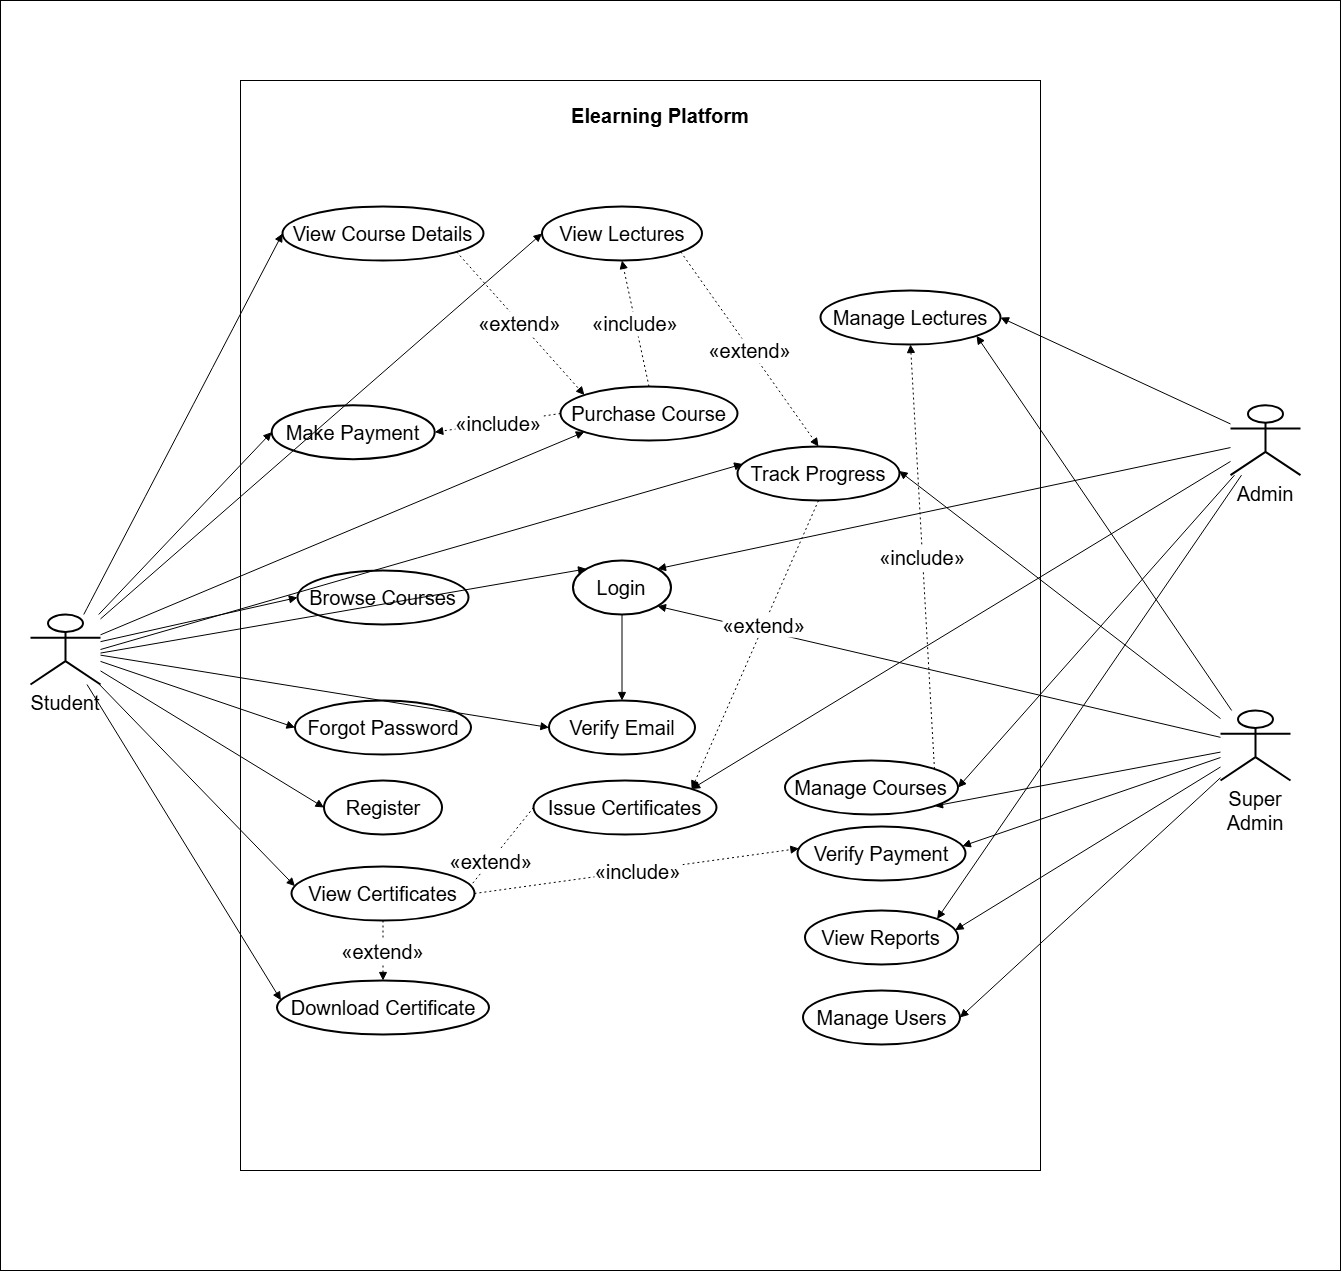 Elearning Platform
View Course Details
View Lectures
Manage Lectures
«extend»
«include»
«extend»
Purchase Course
«include»
Make Payment
Track Progress
Admin
«include»
Login
Browse Courses
«extend»
Student
Forgot Password
Verify Email
Manage Courses
Super
Admin
Register
Issue Certificates
Verify Payment
«extend»
«include»
View Certificates
View Reports
«extend»
Download Certificate
Manage Users